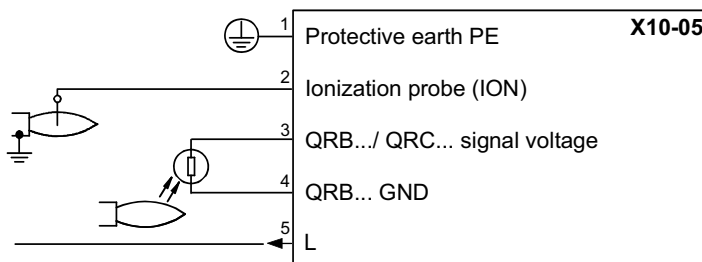 X10-05
1 Protective earth PE
2 Ionization probe (ION)
3 QRB.../ QRC... signal voltage
4 QRB... GND
5 L